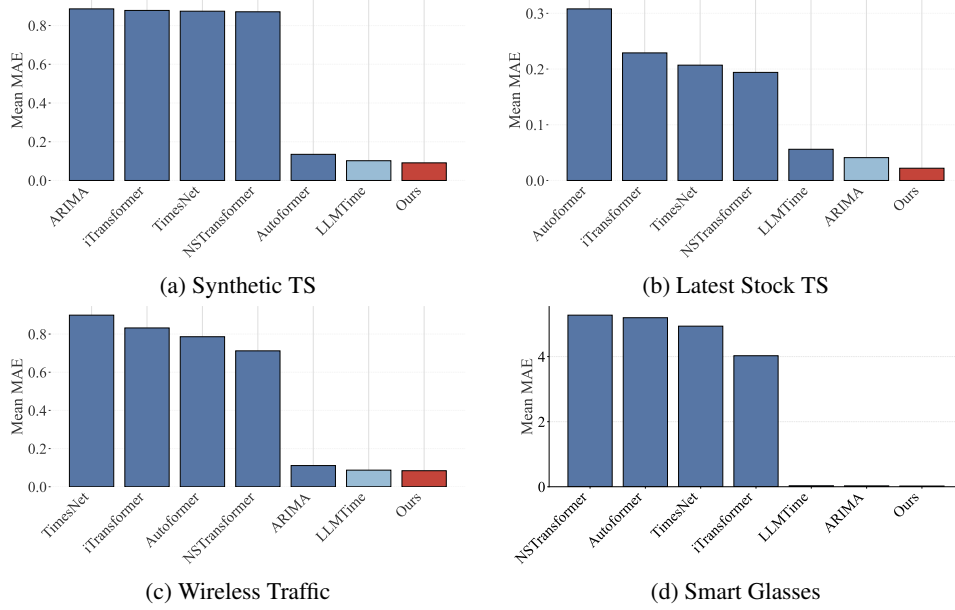 Mean MAE
0.8
0.6
0.4
0.2
0.0
ARIMA
iTransformer
TimesNet
NSTransformer
Autoformer
LLMTime
Ours
(a) Synthetic TS
Mean MAE
0.3
0.2
0.1
0.0
Autoformer
iTransformer
TimesNet
NSTransformer
LLMTime
ARIMA
Ours
(b) Latest Stock TS
Mean MAE
0.8
0.6
0.4
0.2
0.0
TimesNet
iTransformer
Autoformer
NSTransformer
ARIMA
LLMTime
Ours
(c) Wireless Traffic
Mean MAE
4
2
0
NSTransformer
Autoformer
TimesNet
iTransformer
LLMTime
ARIMA
Ours
(d) Smart Glasses